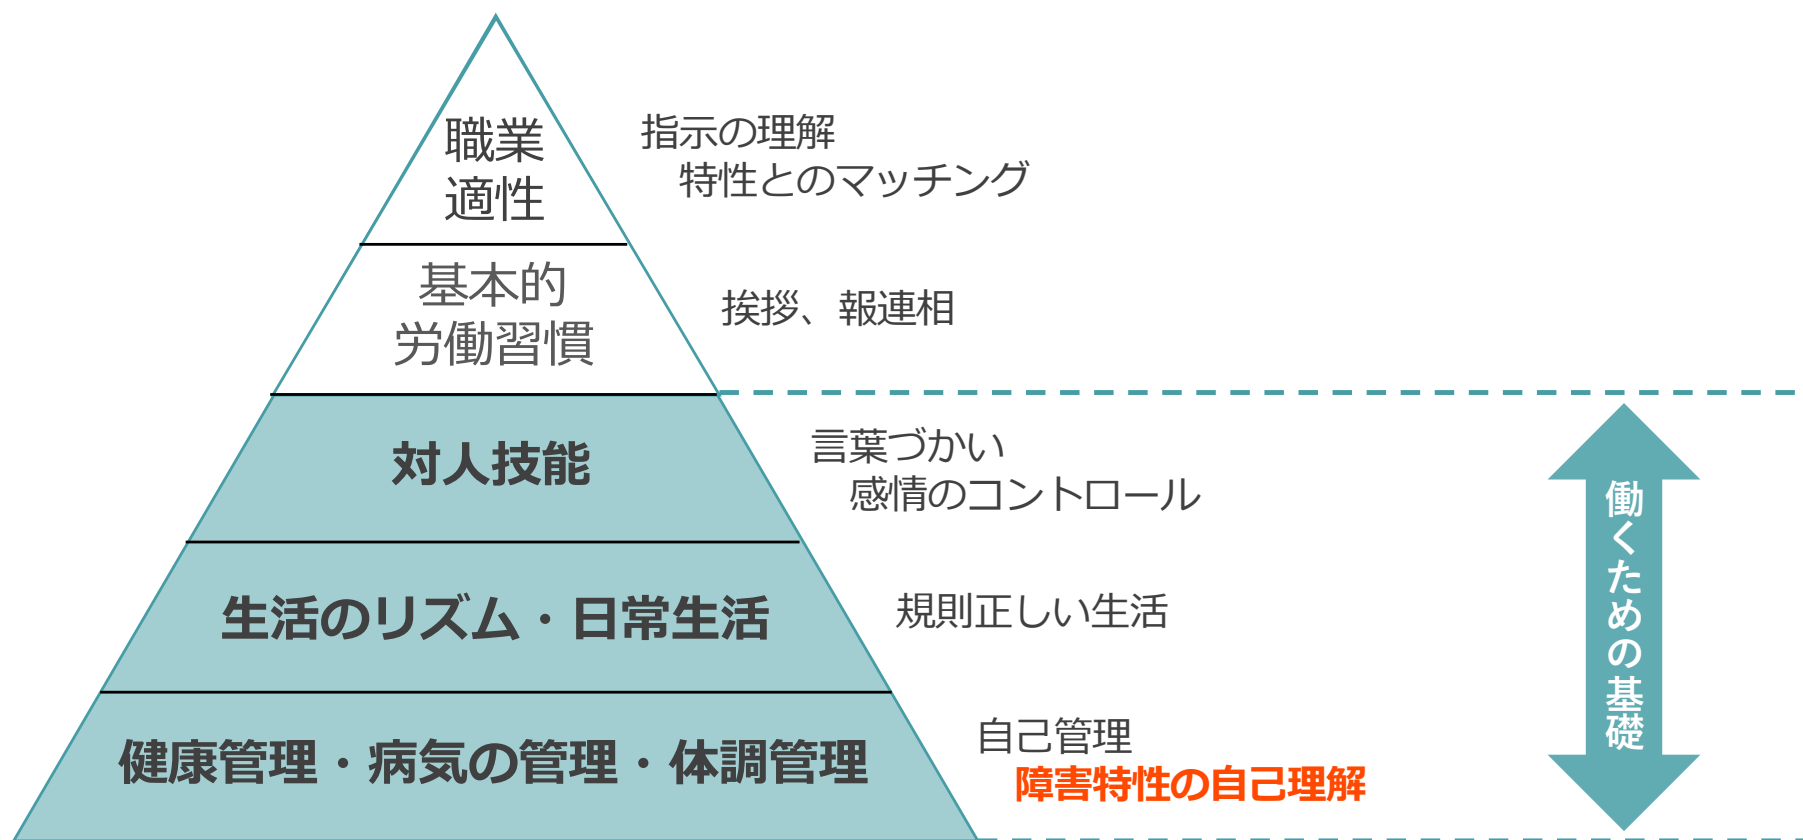 職業
適性
指示の理解
特性とのマッチング
基本的
労働習慣
挨拶、報連相
対人技能
言葉づかい
感情のコントロール
生活のリズム・日常生活
規則正しい生活
健康管理・病気の管理・体調管理
自己管理
障害特性の自己理解
働くための基礎